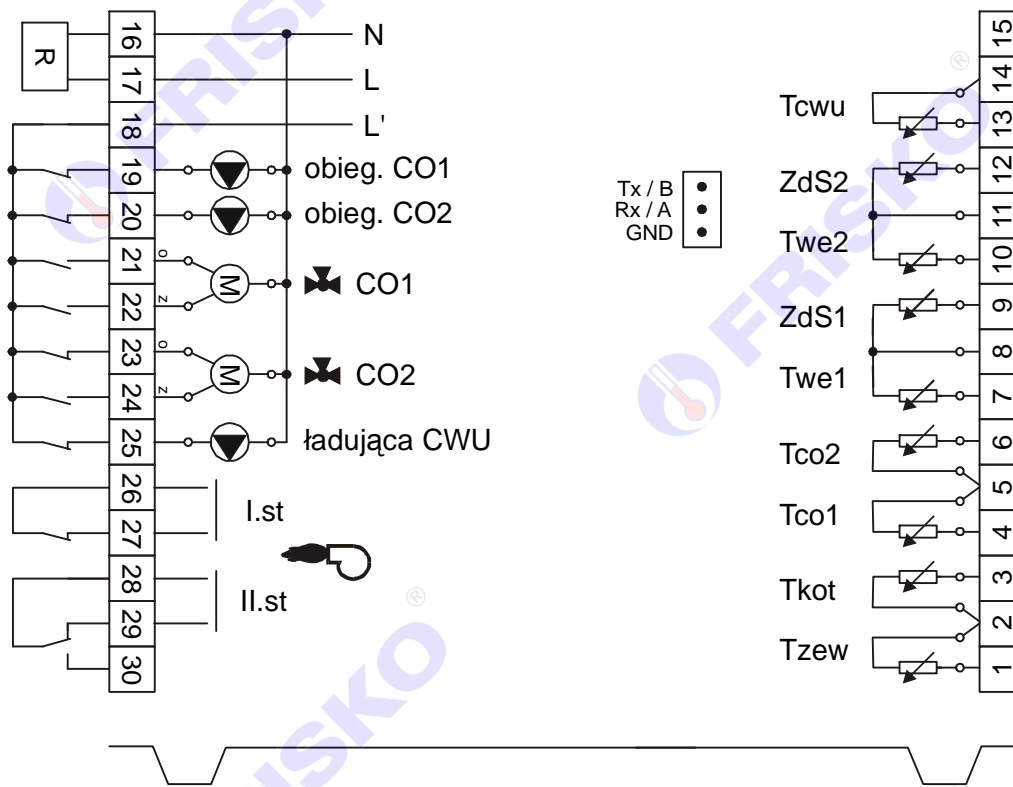 R
16
N
17
L
18
L'
19
obieg. CO1
20
obieg. CO2
21
o
M
CO1
22
z
23
o
M
CO2
24
z
25
ładująca CWU
26
I.st
27
28
II.st
29
30
Tx / B
Rx / A
GND
15
14
Tcwu
13
ZdS2
12
11
Twe2
10
ZdS1
9
8
Twe1
7
Tco2
6
5
Tco1
4
Tkot
3
2
Tzew
1
FRISKO
FRISKO ®
FRISKO ®